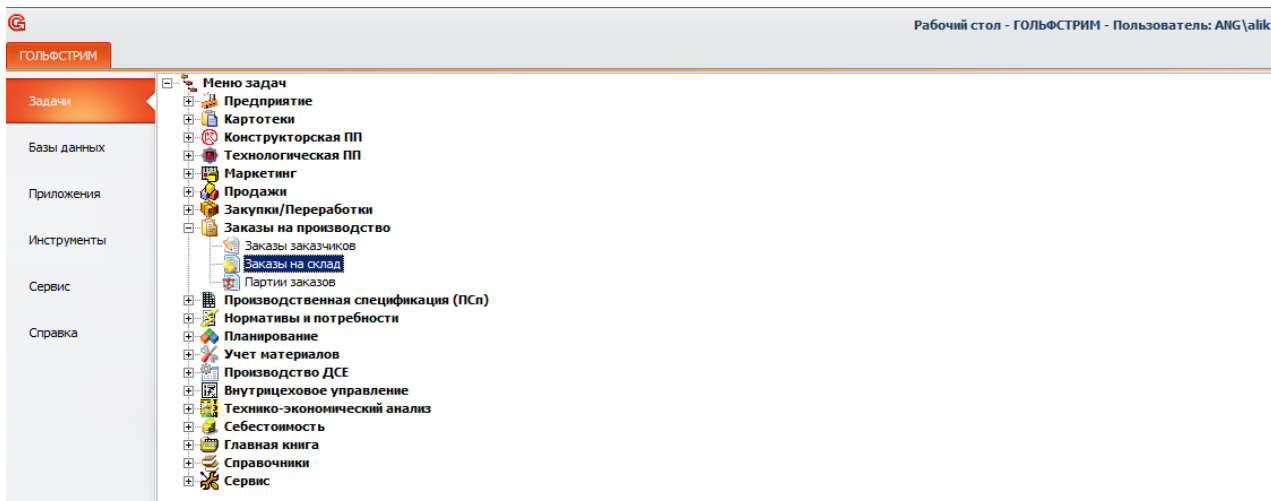 Рабочий стол - ГОЛЬФСТРИМ - Пользователь: ANG\alik
ГОЛЬФСТРИМ
Задачи
Базы данных
Приложения
Инструменты
Сервис
Справка
Меню задач
Предприятие
Картотеки
Конструкторская ПП
Технологическая ПП
Маркетинг
Продажи
Закупки/Переработки
Заказы на производство
Заказы заказчиков
Заказы на склад
Партии заказов
Производственная спецификация (ПСп)
Нормативы и потребности
Планирование
Учет материалов
Производство ДСЕ
Внутрицеховое управление
Технико-экономический анализ
Себестоимость
Главная книга
Справочники
Сервис